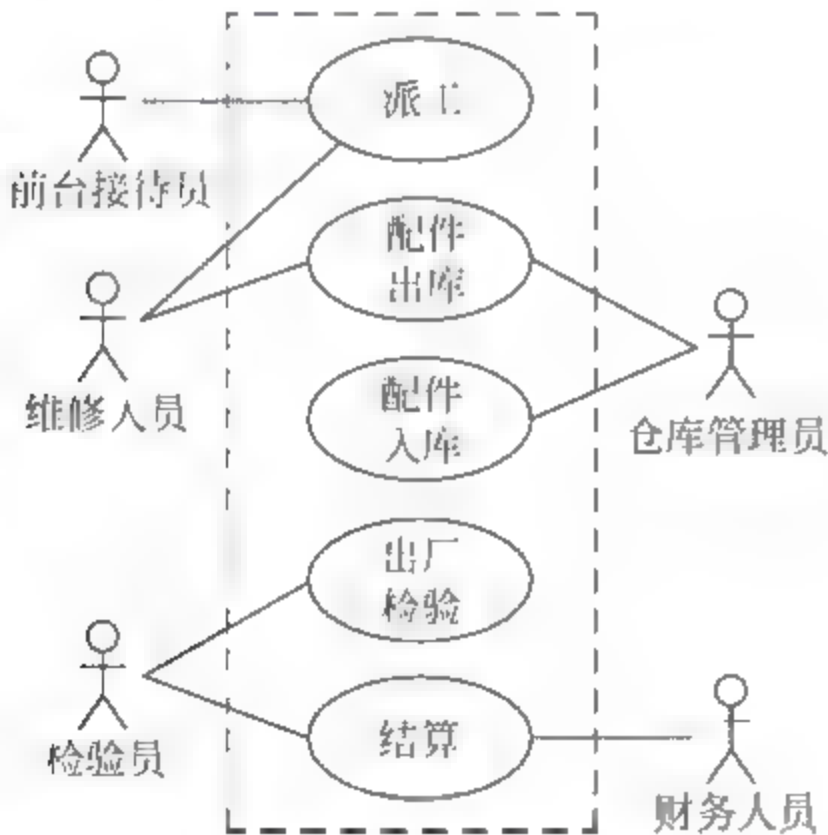 派工
前台接待员
配件
出库
维修人员
配件
入库
仓库管理员
出厂
检验
检验员
结算
财务人员